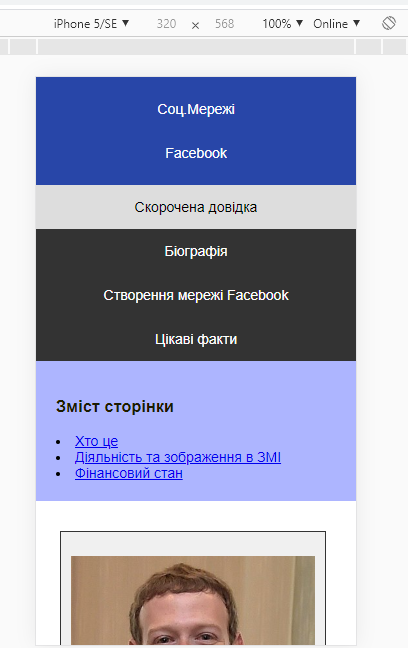 iPhone 5/SE ▼ 320 × 568 100% ▼ Online ▼
Соц.Мережі
Facebook
Скорочена довідка
Біографія
Створення мережі Facebook
Цікаві факти
Зміст сторінки
• Хто це
• Діяльність та зображення в ЗМІ
• Фінансовий стан